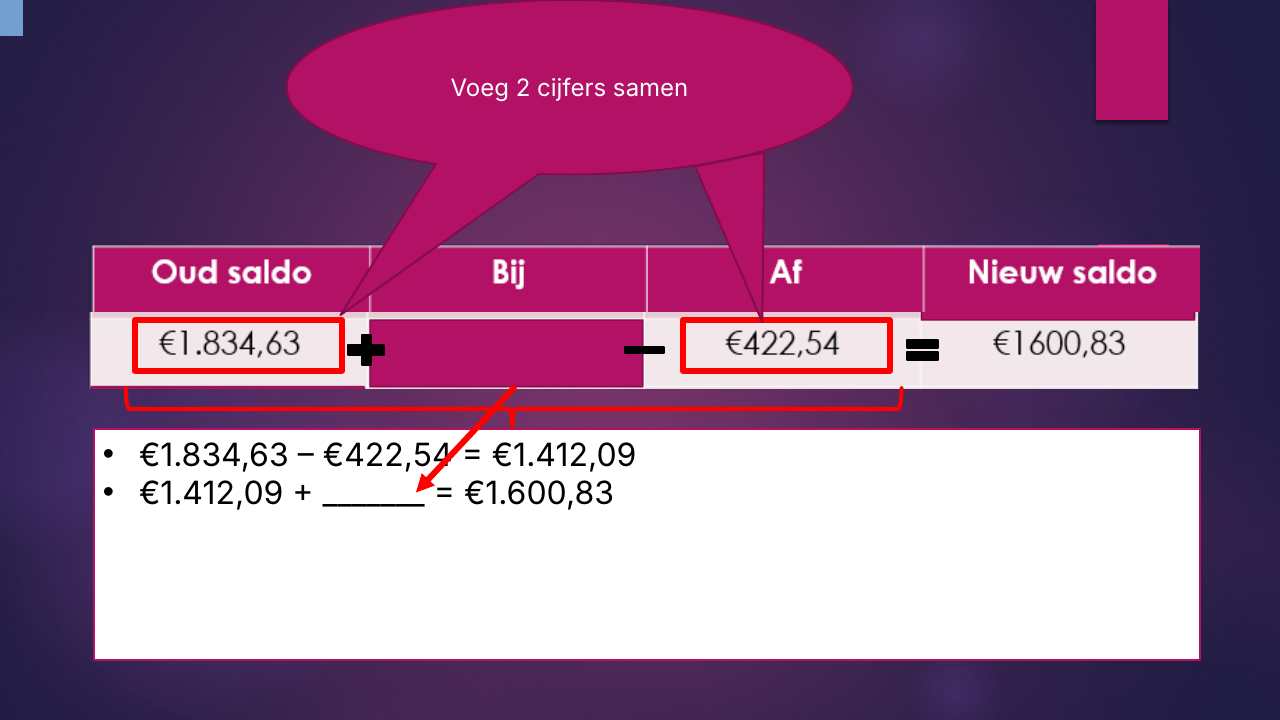 Voeg 2 cijfers samen
Oud saldo Bij Af Nieuw saldo
€1.834,63 + − €422,54 = €1600,83
• €1.834,63 – €422,54 = €1.412,09
• €1.412,09 + _______ = €1.600,83